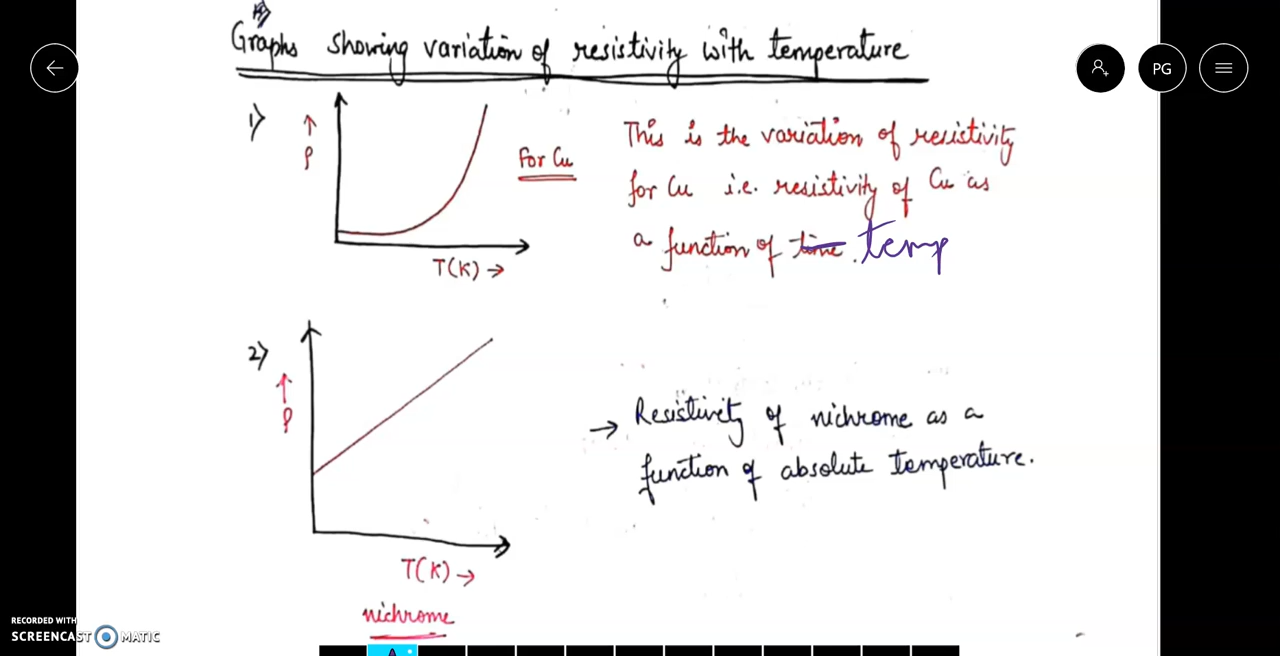 Graphs showing variation of resistivity with temperature
PG
1)
↑
ρ
For Cu
T(K) →
This is the variation of resistivity
for Cu i.e. resistivity of Cu as
a function of time. temp
2)
↑
ρ
T(K) →
nichrome
→ Resistivity of nichrome as a
function of absolute temperature.
RECORDED WITH
SCREENCAST MATIC